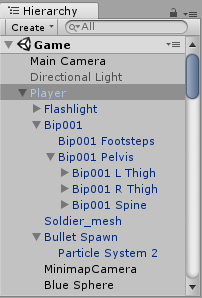 Hierarchy
Create All
Game
Main Camera
Directional Light
Player
Flashlight
Bip001
Bip001 Footsteps
Bip001 Pelvis
Bip001 L Thigh
Bip001 R Thigh
Bip001 Spine
Soldier_mesh
Bullet Spawn
Particle System 2
MinimapCamera
Blue Sphere